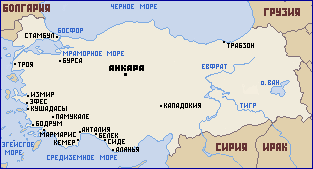 БОЛГАРИЯ
ЧЕРНОЕ МОРЕ
ГРУЗИЯ
БОСФОР
СТАМБУЛ
ТРАБЗОН
МРАМОРНОЕ МОРЕ
БУРСА
ТРОЯ
АНКАРА
ЕВФРАТ
о.ВАН
ИЗМИР
ЭФЕС
КУШАДАСЫ
КАПАДОКИЯ
ТИГР
ПАМУКАЛЕ
БОДРУМ
МАРМАРИС
АНТАЛИЯ
БЕЛЕК
КЕМЕР
СИДЕ
АЛАНЬЯ
ЭГЕЙСКОЕ
МОРЕ
СРЕДИЗЕМНОЕ МОРЕ
СИРИЯ
ИРАК